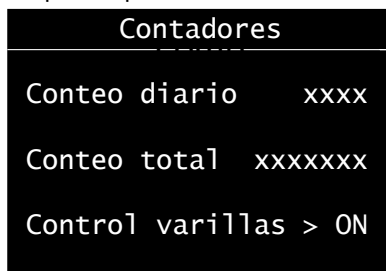 Contadores
Conteo diario xxxx
Conteo total xxxxxxx
Control varillas > ON